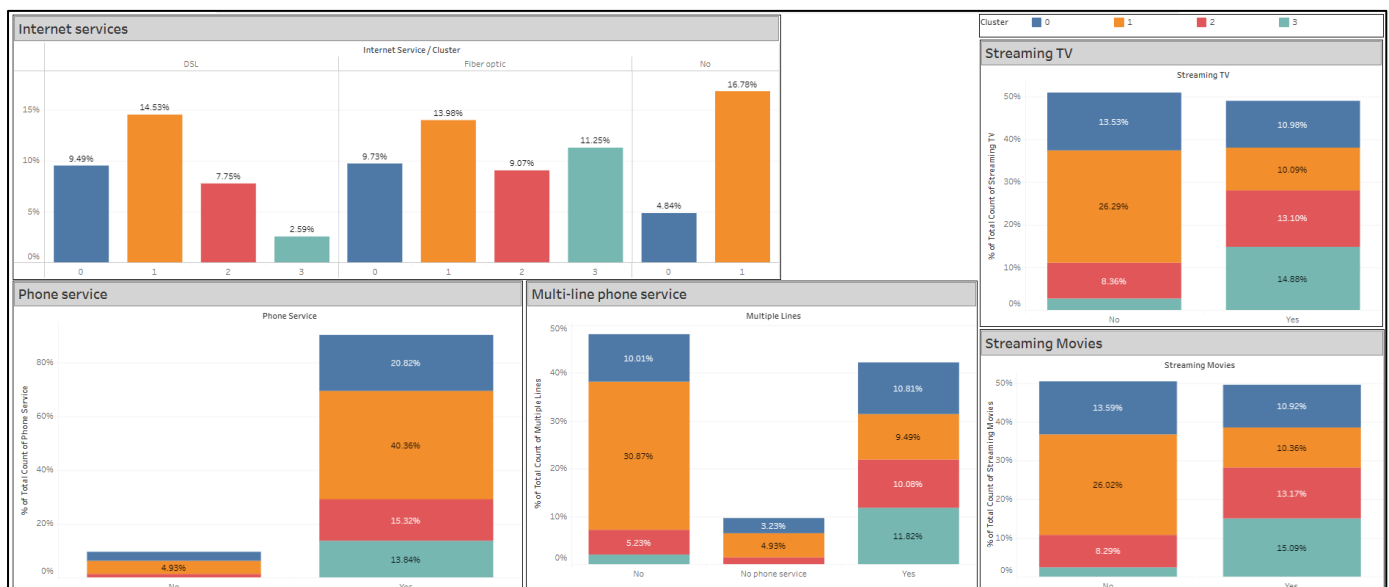 Internet services
Internet Service / Cluster
DSL Fiber optic No
15%
10%
5%
0%
9.49% 14.53% 7.75% 2.59% 9.73% 13.98% 9.07% 11.25% 4.84% 16.78%
0 1 2 3 0 1 2 3 0 1
Cluster 0 1 2 3
Streaming TV
Streaming TV
% of Total Count of Streaming TV
50%
40%
30%
20%
10%
0%
13.53% 10.98%
26.29% 10.09%
8.36% 13.10%
14.88%
No Yes
Phone service
Phone Service
% of Total Count of Phone Service
80%
60%
40%
20%
0%
4.93% 20.82%
40.36%
15.32%
13.84%
No Yes
Multi-line phone service
Multiple Lines
% of Total Count of Multiple Lines
50%
40%
30%
20%
10%
0%
10.01% 3.23% 10.81%
30.87% 4.93% 9.49%
5.23% 10.08%
11.82%
No No phone service Yes
Streaming Movies
Streaming Movies
% of Total Count of Streaming Movies
50%
40%
30%
20%
10%
0%
13.59% 10.92%
26.02% 10.36%
8.29% 13.17%
15.09%
No Yes